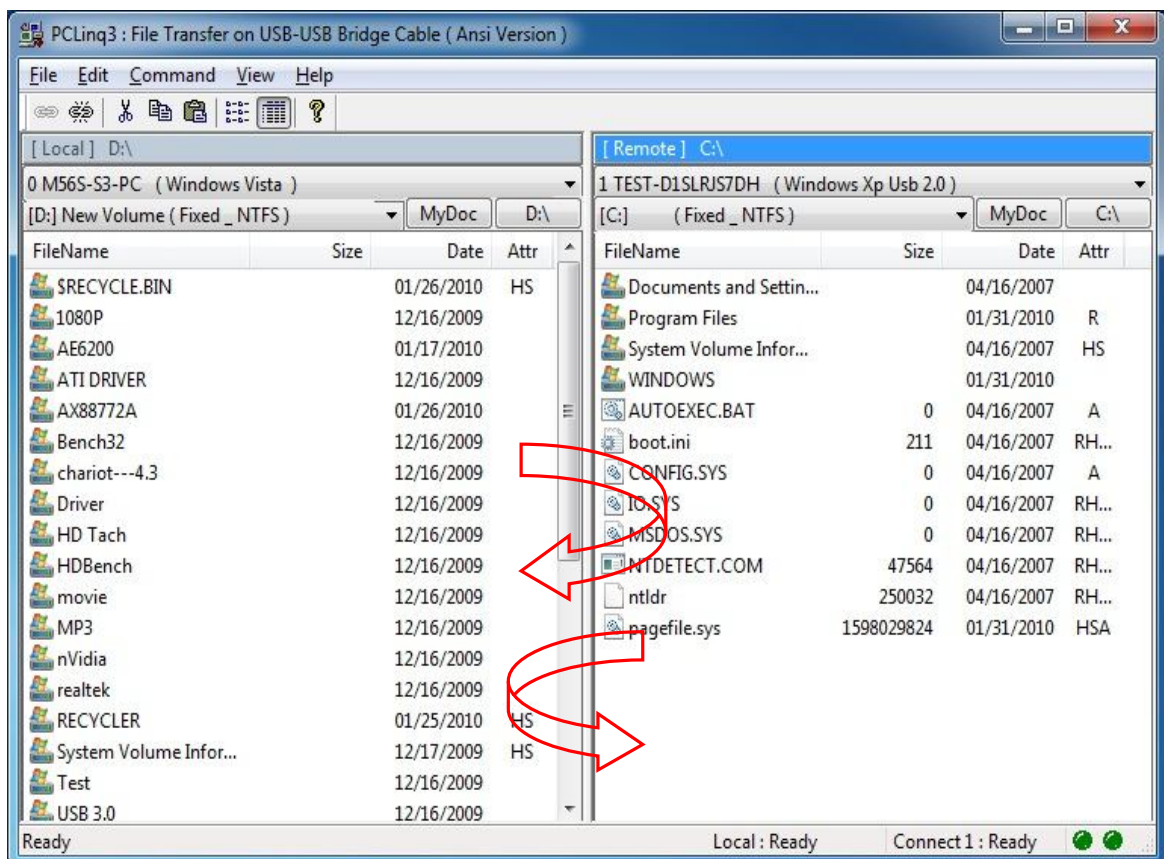 PCLinq3 : File Transfer on USB-USB Bridge Cable ( Ansi Version )
File Edit Command View Help
[ Local ] D:\
0 M56S-S3-PC ( Windows Vista )
[D:] New Volume ( Fixed _ NTFS ) MyDoc D:\
FileName Size Date Attr
$RECYCLE.BIN 01/26/2010 HS
1080P 12/16/2009
AE6200 01/17/2010
ATI DRIVER 12/16/2009
AX88772A 01/26/2010
Bench32 12/16/2009
chariot---4.3 12/16/2009
Driver 12/16/2009
HD Tach 12/16/2009
HDBench 12/16/2009
movie 12/16/2009
MP3 12/16/2009
nVidia 12/16/2009
realtek 12/16/2009
RECYCLER 01/25/2010 HS
System Volume Infor... 12/17/2009 HS
Test 12/16/2009
USB 3.0 12/16/2009
[ Remote ] C:\
1 TEST-D1SLRJS7DH ( Windows Xp Usb 2.0 )
[C:] ( Fixed _ NTFS ) MyDoc C:\
FileName Size Date Attr
Documents and Settin... 04/16/2007
Program Files 01/31/2010 R
System Volume Infor... 04/16/2007 HS
WINDOWS 01/31/2010
AUTOEXEC.BAT 0 04/16/2007 A
boot.ini 211 04/16/2007 RH...
CONFIG.SYS 0 04/16/2007 A
IO.SYS 0 04/16/2007 RH...
MSDOS.SYS 0 04/16/2007 RH...
NTDETECT.COM 47564 04/16/2007 RH...
ntldr 250032 04/16/2007 RH...
pagefile.sys 1598029824 01/31/2010 HSA
Ready Local : Ready Connect 1 : Ready